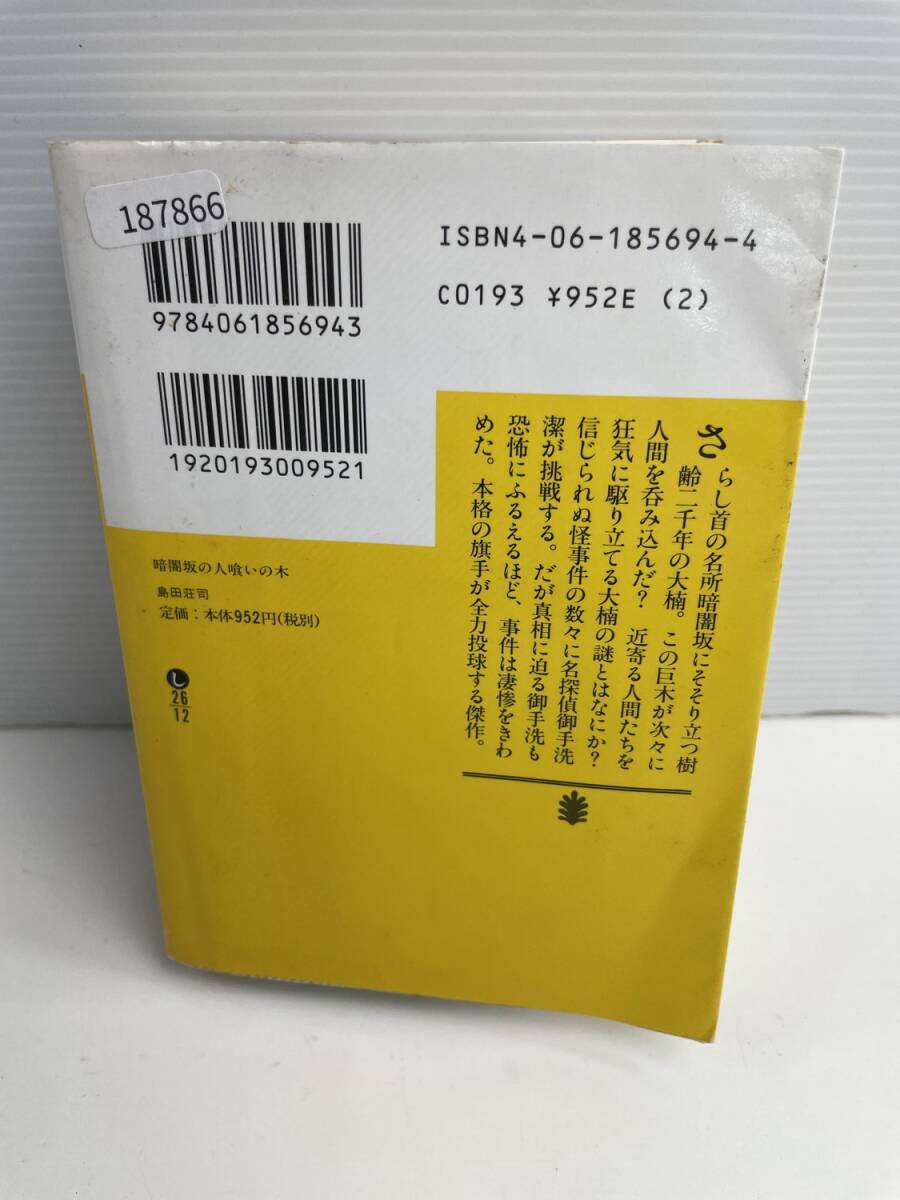 187866
ISBN4-06-185694-4
C0193 ¥952E (2)
9784061856943
1920193009521
さらし首の名所暗闇坂にそそり立つ樹
齢二千年の大楠。この巨木が次々に
人間を呑み込んだ？　近寄る人間たちを
狂気に駆り立てる大楠の謎とはなにか？
信じられぬ怪事件の数々に名探偵御手洗
潔が挑戦する。だが真相に迫る御手洗も
恐怖にふるえるほど、事件は凄惨をきわ
めた。本格の旗手が全力投球する傑作。
暗闇坂の人喰いの木
島田荘司
定価：本体952円(税別)
し
26
12